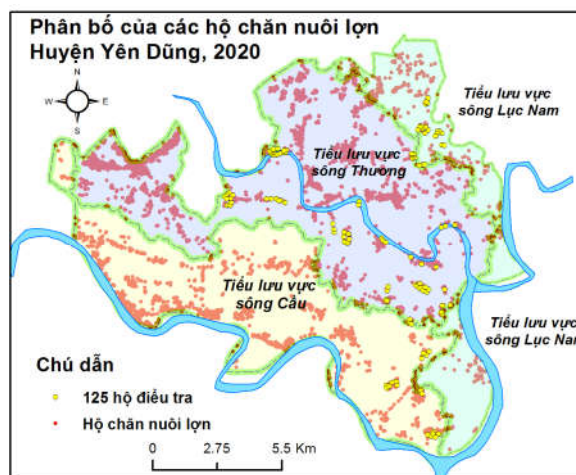 Phân bố của các hộ chăn nuôi lợn
Huyện Yên Dũng, 2020
N
W
E
S
Tiểu lưu vực
sông Lục Nam
Tiểu lưu vực
sông Thương
Tiểu lưu vực
sông Cầu
Tiểu lưu vực
sông Lục Nam
Chú dẫn
125 hộ điều tra
Hộ chăn nuôi lợn
0 2.75 5.5 Km